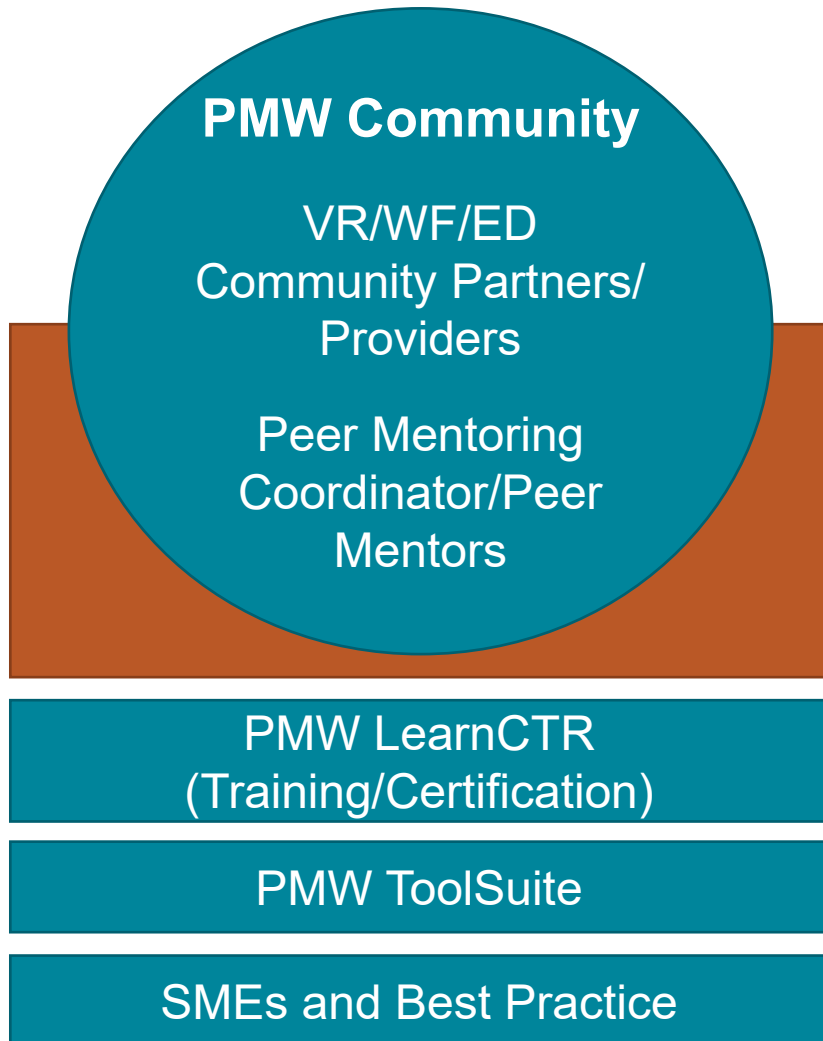 PMW Community
VR/WF/ED
Community Partners/
Providers
Peer Mentoring
Coordinator/Peer
Mentors
PMW LearnCTR
(Training/Certification)
PMW ToolSuite
SMEs and Best Practice